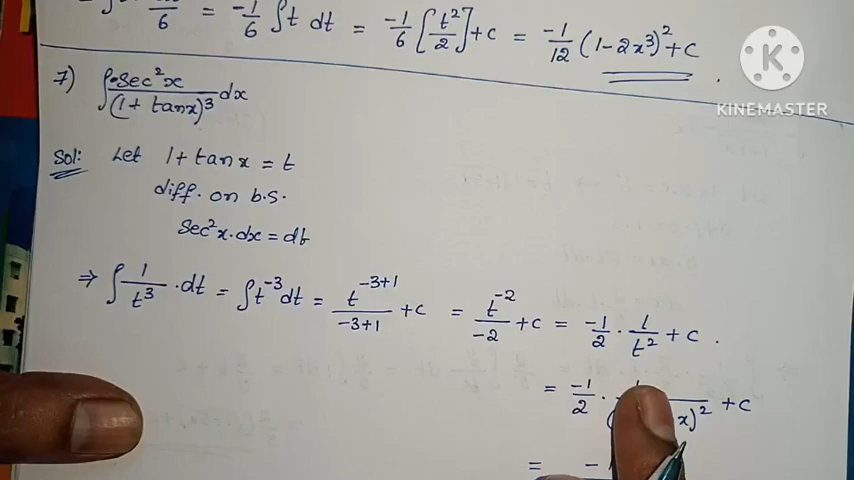 6 = -1/6 ∫ t dt = -1/6 [t²/2] + c = -1/12 (1-2x³)² + c .
KINEMASTER
7) ∫ sec²x / (1 + tanx)³ dx
Sol: Let 1 + tanx = t
diff. on b.s.
sec²x.dx = dt
⇒ ∫ 1/t³ . dt = ∫ t⁻³ dt = t⁻³⁺¹ / -3+1 + c = t⁻² / -2 + c = -1/2 . 1/t² + c .
= -1/2 . x)² + c
= -